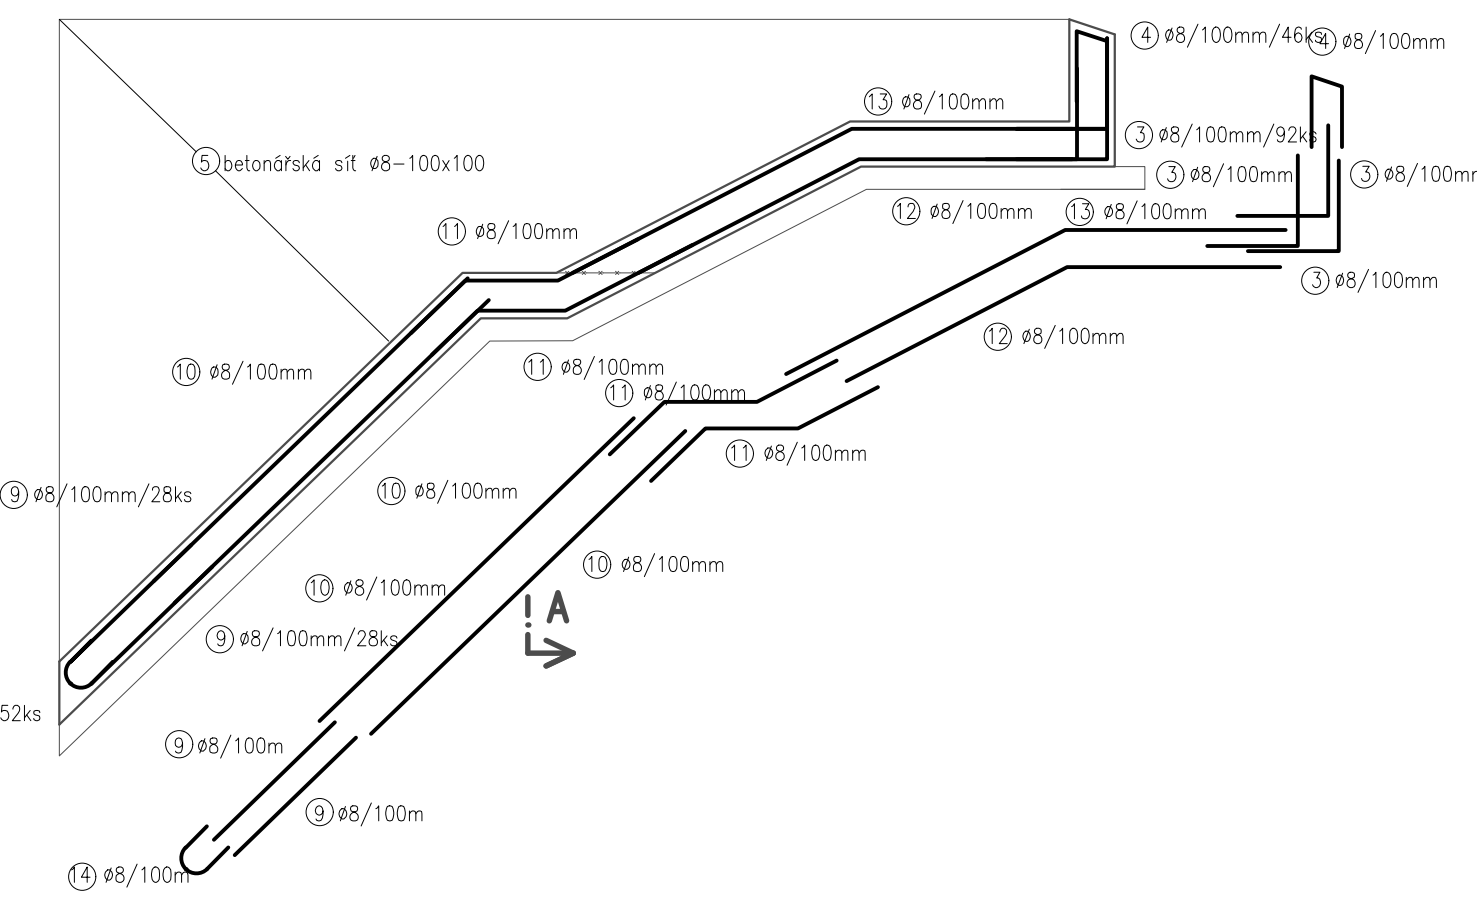 4 ø8/100mm/46ks
4 ø8/100mm
13 ø8/100mm
3 ø8/100mm/92ks
5 betonářská síť ø8-100x100
3 ø8/100mm
3 ø8/100mm
12 ø8/100mm
13 ø8/100mm
11 ø8/100mm
3 ø8/100mm
12 ø8/100mm
10 ø8/100mm
11 ø8/100mm
11 ø8/100mm
11 ø8/100mm
9 ø8/100mm/28ks
10 ø8/100mm
10 ø8/100mm
10 ø8/100mm
A
9 ø8/100mm/28ks
52ks
9 ø8/100m
9 ø8/100m
14 ø8/100m